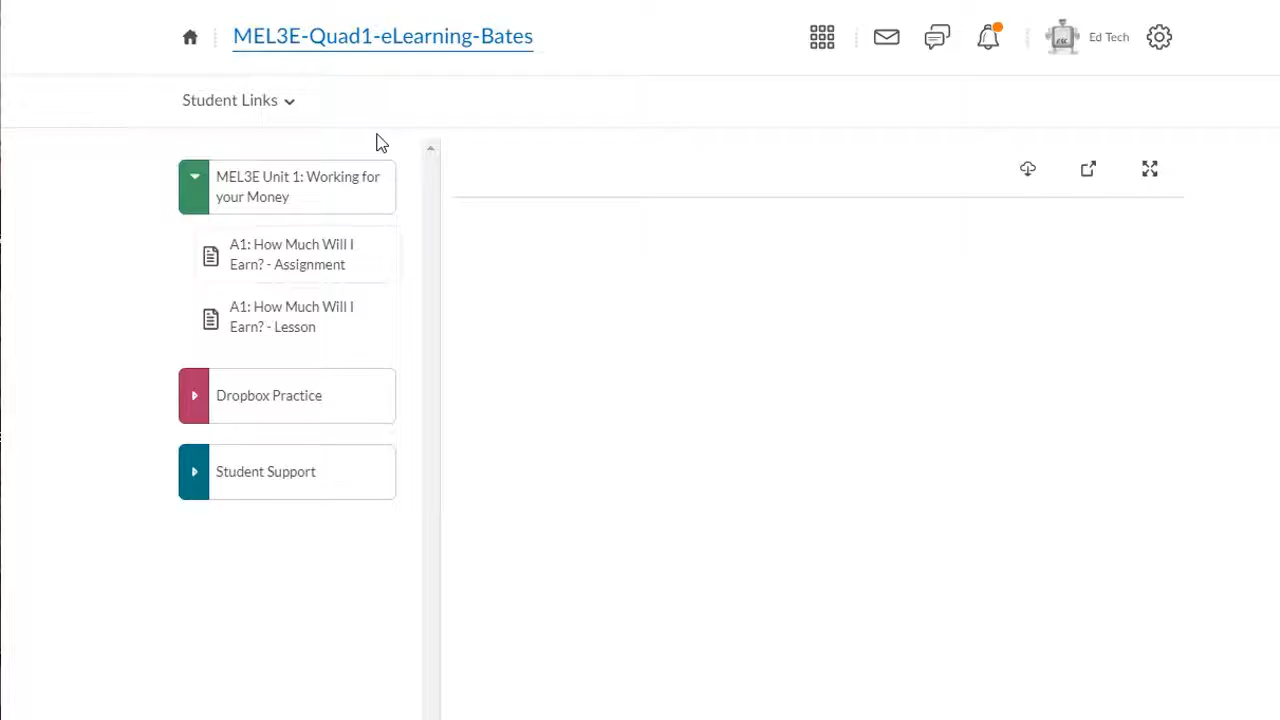 MEL3E-Quad1-eLearning-Bates
Ed Tech
Student Links
MEL3E Unit 1: Working for
your Money
A1: How Much Will I
Earn? - Assignment
A1: How Much Will I
Earn? - Lesson
Dropbox Practice
Student Support